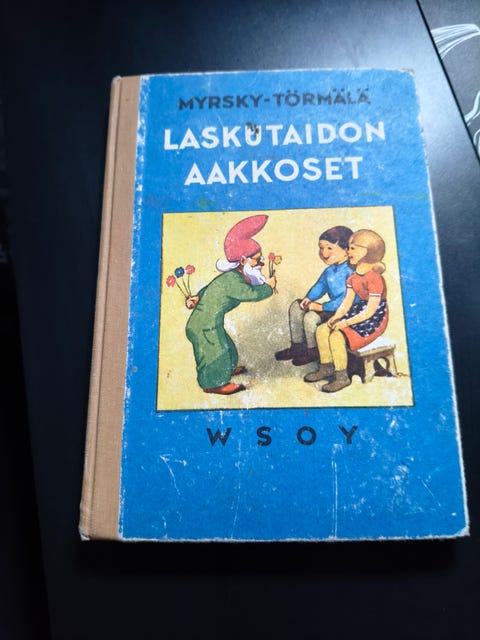 MYRSKY-TÖRMÄLÄ
LASKUTAIDON
AAKKOSET
WSOY